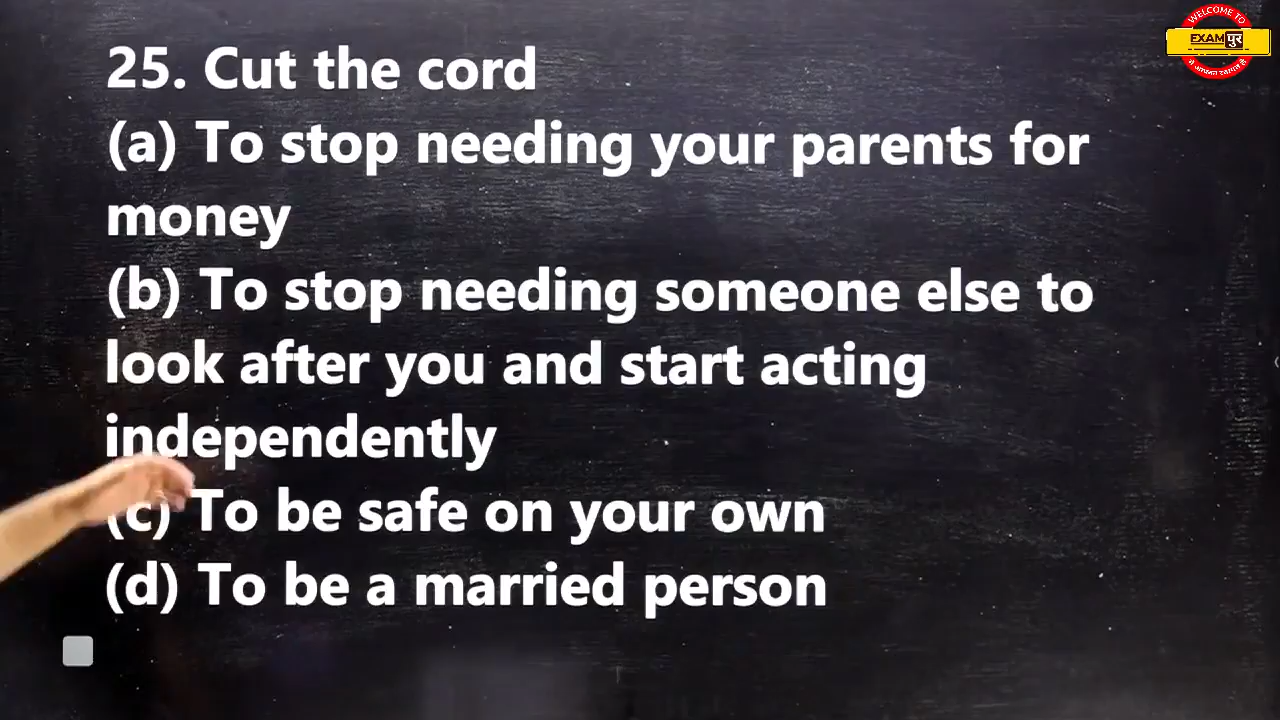 WELCOME TO
EXAMपुर
25. Cut the cord
(a) To stop needing your parents for
money
(b) To stop needing someone else to
look after you and start acting
independently
(c) To be safe on your own
(d) To be a married person